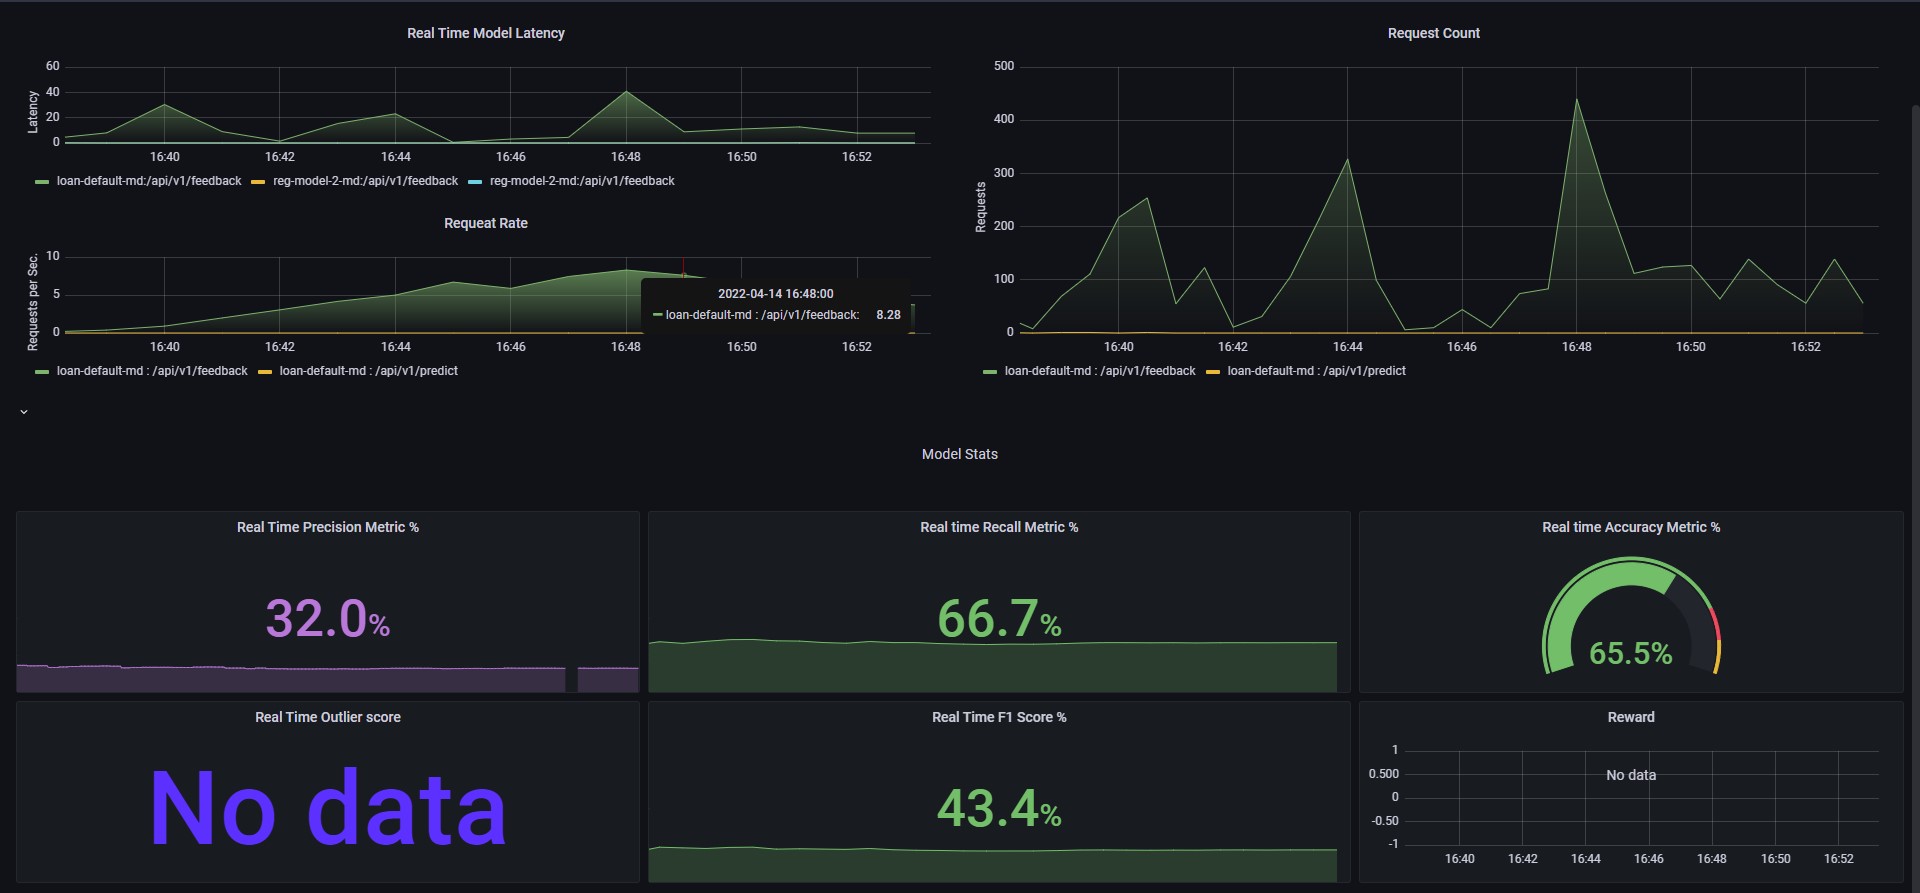 Real Time Model Latency
Latency
60
40
20
0
16:40 16:42 16:44 16:46 16:48 16:50 16:52
loan-default-md:/api/v1/feedback reg-model-2-md:/api/v1/feedback reg-model-2-md:/api/v1/feedback
Requeat Rate
Requests per Sec.
10
5
0
2022-04-14 16:48:00
loan-default-md : /api/v1/feedback: 8.28
16:40 16:42 16:44 16:46 16:48 16:50 16:52
loan-default-md : /api/v1/feedback loan-default-md : /api/v1/predict
Request Count
Requests
500
400
300
200
100
0
16:40 16:42 16:44 16:46 16:48 16:50 16:52
loan-default-md : /api/v1/feedback loan-default-md : /api/v1/predict
Model Stats
Real Time Precision Metric %
32.0%
Real time Recall Metric %
66.7%
Real time Accuracy Metric %
65.5%
Real Time Outlier score
No data
Real Time F1 Score %
43.4%
Reward
1
0.500
0
-0.50
-1
No data
16:40 16:42 16:44 16:46 16:48 16:50 16:52